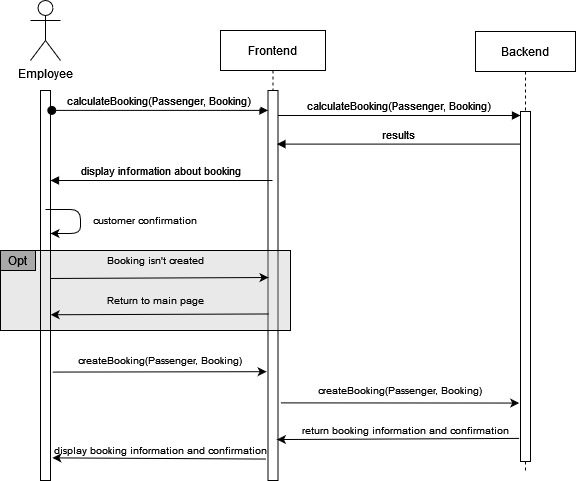 Employee
Frontend
Backend
calculateBooking(Passenger, Booking)
calculateBooking(Passenger, Booking)
results
display information about booking
customer confirmation
Opt
Booking isn't created
Return to main page
createBooking(Passenger, Booking)
createBooking(Passenger, Booking)
return booking information and confirmation
display booking information and confirmation